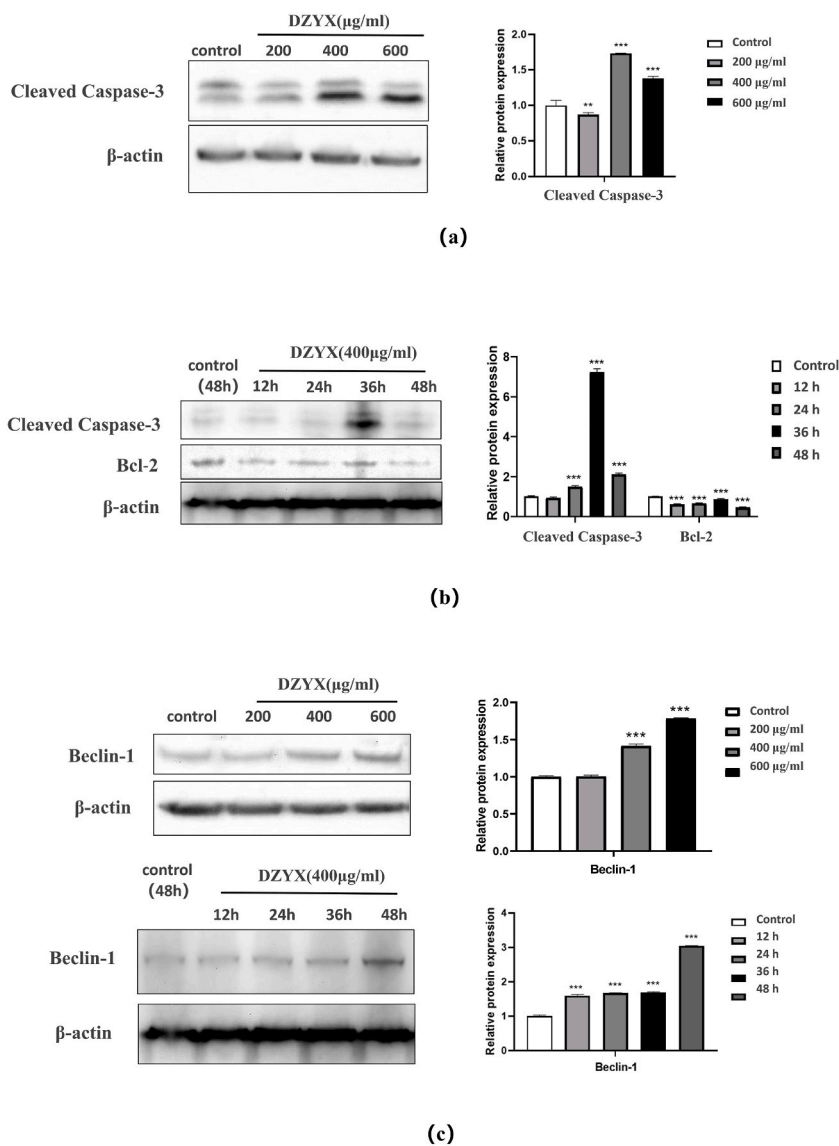 DZYX(μg/ml)
control 200 400 600
Cleaved Caspase-3
β-actin
Relative protein expression
2.0
1.5
1.0
0.5
0.0
** *** ***
Cleaved Caspase-3
Control
200 μg/ml
400 μg/ml
600 μg/ml
(a)
DZYX(400μg/ml)
control
(48h) 12h 24h 36h 48h
Cleaved Caspase-3
Bcl-2
β-actin
Relative protein expression
8
6
4
2
0
*** *** *** *** *** *** ***
Cleaved Caspase-3 Bcl-2
Control
12 h
24 h
36 h
48 h
(b)
DZYX(μg/ml)
control 200 400 600
Beclin-1
β-actin
Relative protein expression
2.0
1.5
1.0
0.5
0.0
*** ***
Beclin-1
Control
200 μg/ml
400 μg/ml
600 μg/ml
control
(48h)
DZYX(400μg/ml)
12h 24h 36h 48h
Beclin-1
β-actin
Relative protein expression
4
3
2
1
0
*** *** *** ***
Beclin-1
Control
12 h
24 h
36 h
48 h
(c)